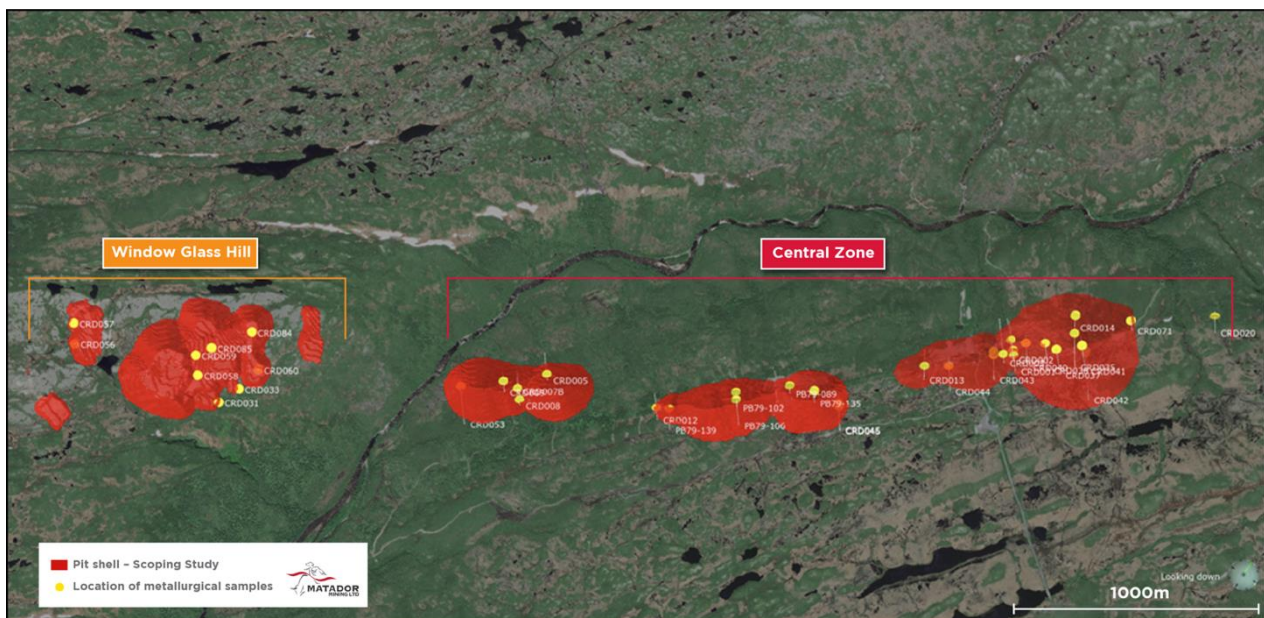 Window Glass Hill
Central Zone
CRD057
CRD056
CRD084
CRD085
CRD059
CRD060
CRD058
CRD033
CRD031
CRD005
CRD008
CRD053
CRD012
PB79-139
PB79-102
PB79-106
PB79-089
PB79-135
CRD045
CRD013
CRD044
CRD043
CRD002
CRD014
CRD071
CRD020
CRD041
CRD037
CRD042
Pit shell – Scoping Study
Location of metallurgical samples
MATADOR
MINING LTD
Looking down
1000m